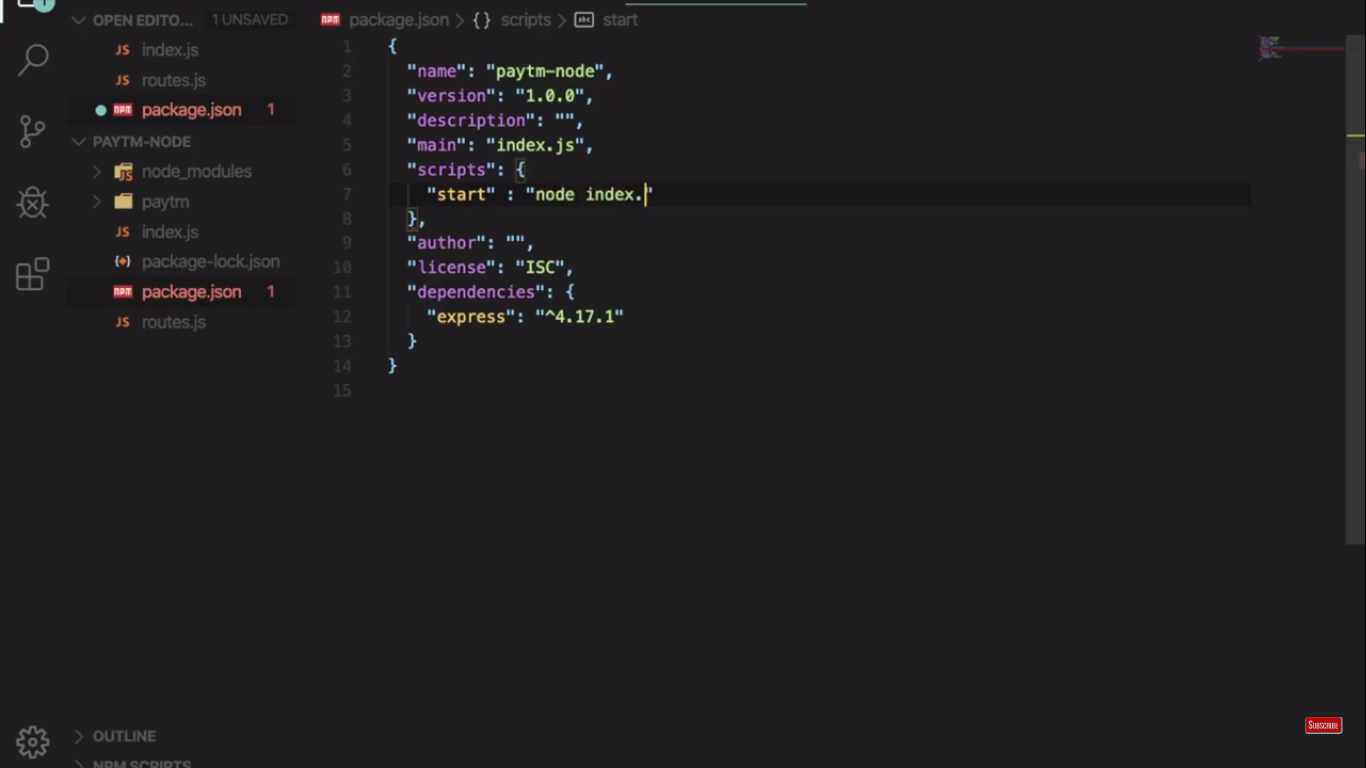 1
OPEN EDITO... 1 UNSAVED
JS index.js
JS routes.js
package.json 1
PAYTM-NODE
node_modules
paytm
JS index.js
package-lock.json
package.json 1
JS routes.js
OUTLINE
NPM SCRIPTS
package.json > {} scripts > abc start
1 {
2 "name": "paytm-node",
3 "version": "1.0.0",
4 "description": "",
5 "main": "index.js",
6 "scripts": {
7 "start" : "node index."
8 },
9 "author": "",
10 "license": "ISC",
11 "dependencies": {
12 "express": "^4.17.1"
13 }
14 }
15
SUBSCRIBE